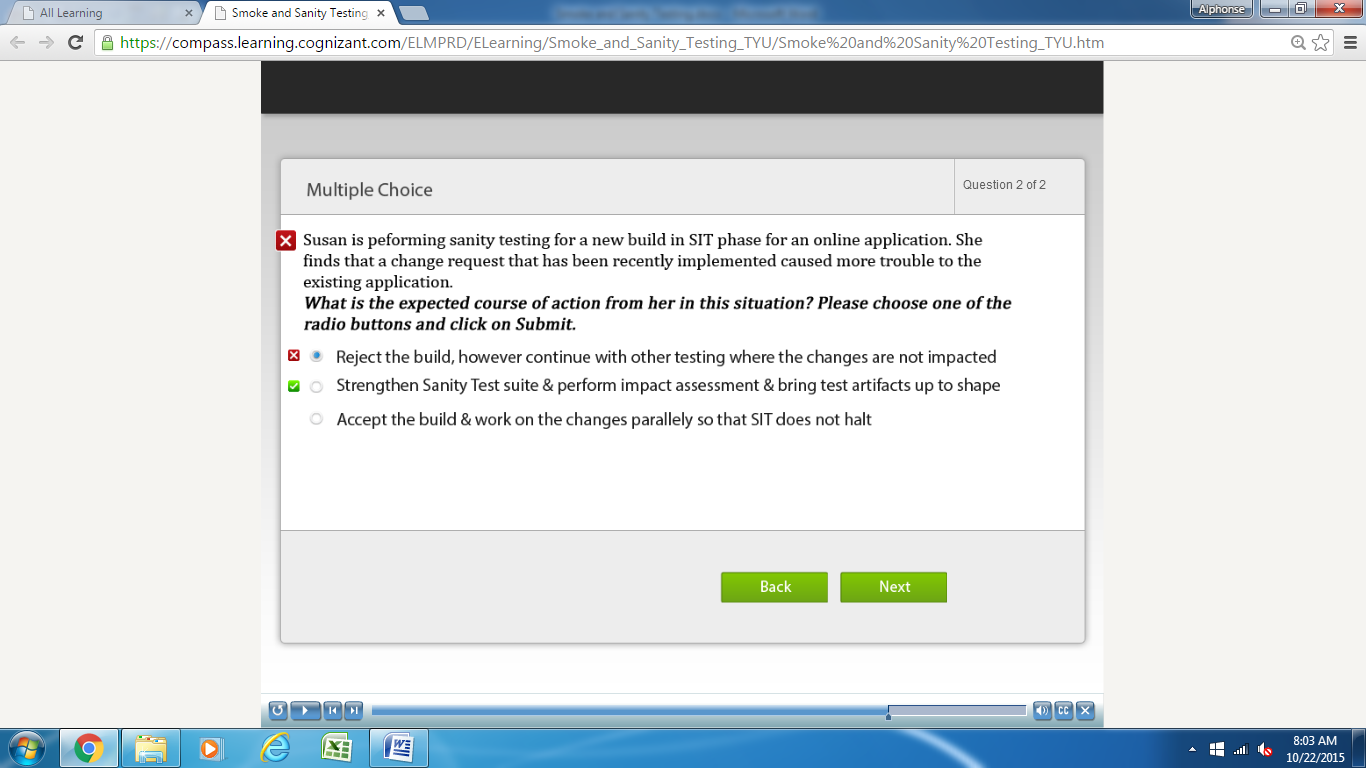 All Learning
Smoke and Sanity Testing
Alphonse
https://compass.learning.cognizant.com/ELMPRD/ELearning/Smoke_and_Sanity_Testing_TYU/Smoke%20and%20Sanity%20Testing_TYU.htm
Multiple Choice
Question 2 of 2
Susan is peforming sanity testing for a new build in SIT phase for an online application. She
finds that a change request that has been recently implemented caused more trouble to the
existing application.
What is the expected course of action from her in this situation? Please choose one of the
radio buttons and click on Submit.
Reject the build, however continue with other testing where the changes are not impacted
Strengthen Sanity Test suite & perform impact assessment & bring test artifacts up to shape
Accept the build & work on the changes parallely so that SIT does not halt
Back
Next
CC
8:03 AM
10/22/2015